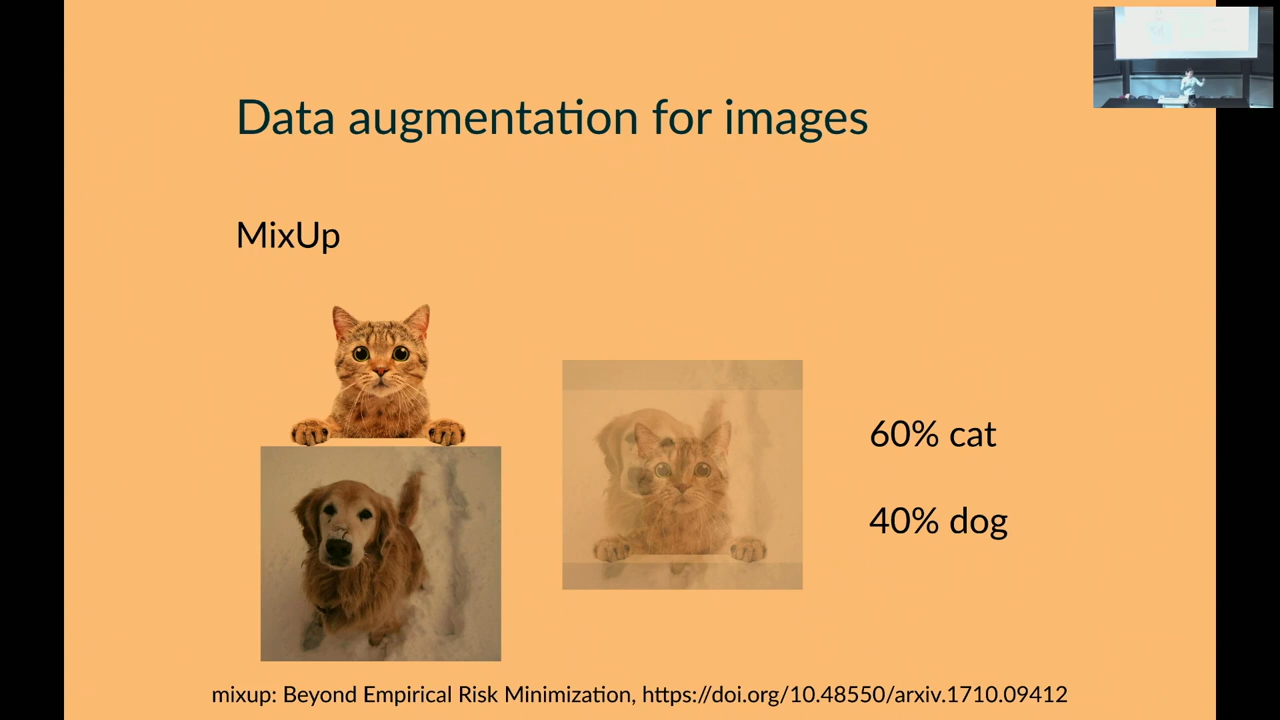 Data augmentation for images
MixUp
60% cat
40% dog
mixup: Beyond Empirical Risk Minimization, https://doi.org/10.48550/arxiv.1710.09412